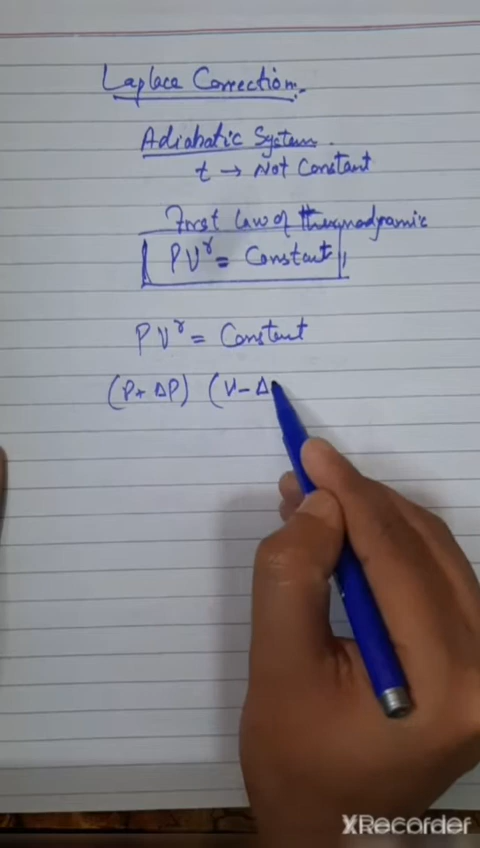 Laplace Correction.
Adiabatic System.
t → Not Constant
First law of thermodynamic
PV^γ = Constant
PV^γ = Constant
(P+ ΔP) (V-Δ
XRecorder